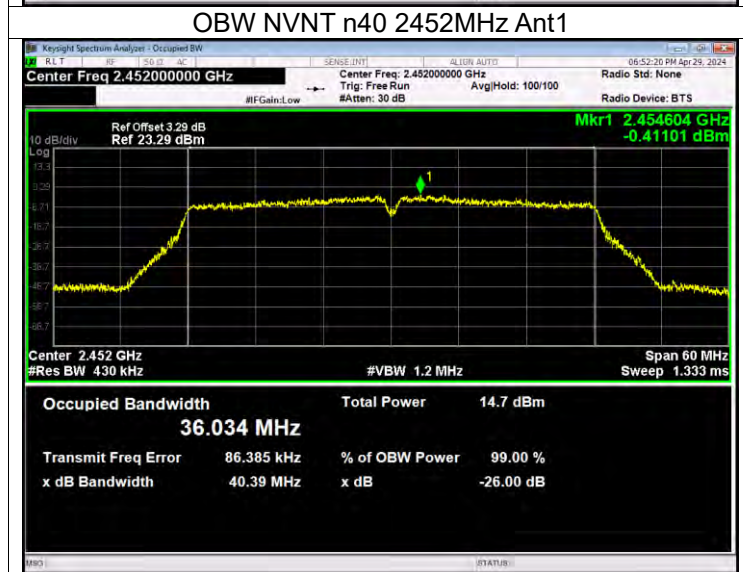 OBW NVNT n40 2452MHz Ant1
Keysight Spectrum Analyzer - Occupied BW
RLT RF 50 Ω AC SENSE:INT ALIGN AUTO 06:52:20 PM Apr 29, 2024
Center Freq 2.452000000 GHz Center Freq: 2.452000000 GHz Radio Std: None
Trig: Free Run Avg|Hold: 100/100
#IFGain:Low #Atten: 30 dB Radio Device: BTS
Mkr1 2.454604 GHz
-0.41101 dBm
Ref Offset 3.29 dB
10 dB/div Ref 23.29 dBm
Log
13.3
3.29
-6.71
-16.7
-26.7
-36.7
-46.7
-56.7
-66.7
1
Center 2.452 GHz Span 60 MHz
#Res BW 430 kHz #VBW 1.2 MHz Sweep 1.333 ms
Occupied Bandwidth Total Power 14.7 dBm
36.034 MHz
Transmit Freq Error 86.385 kHz % of OBW Power 99.00 %
x dB Bandwidth 40.39 MHz x dB -26.00 dB
MSG STATUS